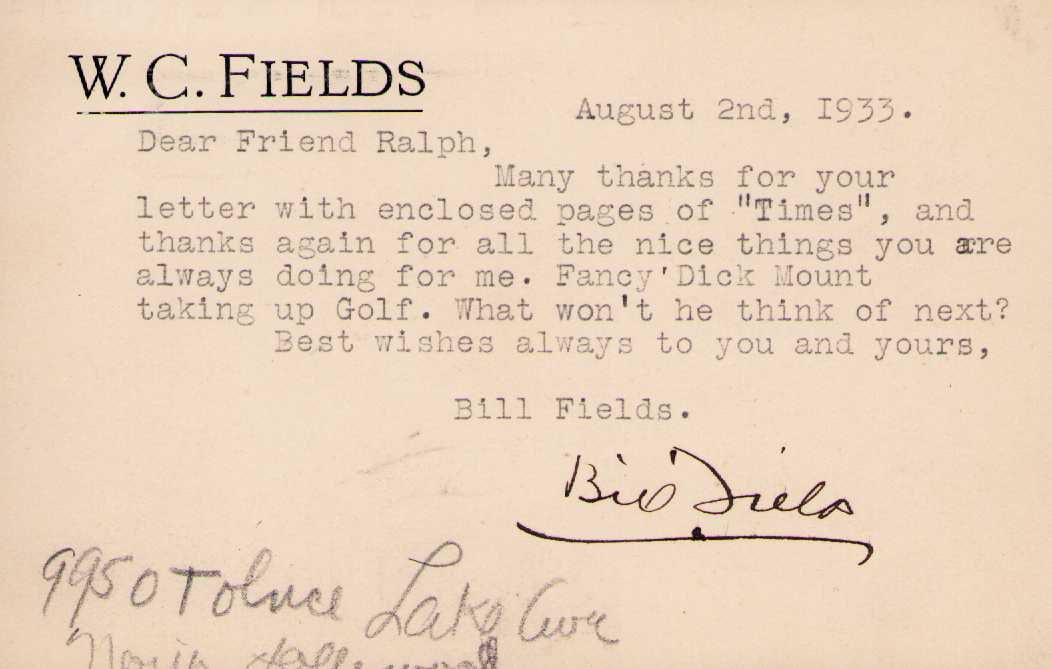 W. C. FIELDS
August 2nd, 1933.
Dear Friend Ralph,
Many thanks for your
letter with enclosed pages of "Times", and
thanks again for all the nice things you are
always doing for me. Fancy'Dick Mount
taking up Golf. What won't he think of next?
Best wishes always to you and yours,
Bill Fields.
Bill Fields
9950 Toluce Lake Ave
North Hollywood